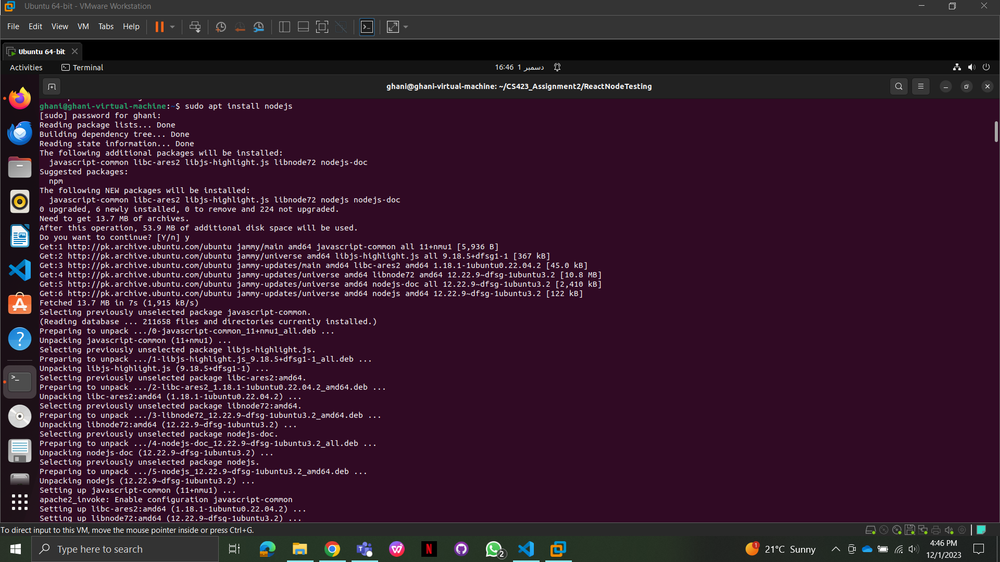 Ubuntu 64-bit - VMware Workstation
File Edit View VM Tabs Help
Ubuntu 64-bit
Activities Terminal 16:46 1 دسمبر
ghani@ghani-virtual-machine: ~/CS423_Assignment2/ReactNodeTesting
ghani@ghani-virtual-machine:~$ sudo apt install nodejs
[sudo] password for ghani:
Reading package lists... Done
Building dependency tree... Done
Reading state information... Done
The following additional packages will be installed:
  javascript-common libc-ares2 libjs-highlight.js libnode72 nodejs-doc
Suggested packages:
  npm
The following NEW packages will be installed:
  javascript-common libc-ares2 libjs-highlight.js libnode72 nodejs nodejs-doc
0 upgraded, 6 newly installed, 0 to remove and 224 not upgraded.
Need to get 13.7 MB of archives.
After this operation, 53.9 MB of additional disk space will be used.
Do you want to continue? [Y/n] y
Get:1 http://pk.archive.ubuntu.com/ubuntu jammy/main amd64 javascript-common all 11+nmu1 [5,936 B]
Get:2 http://pk.archive.ubuntu.com/ubuntu jammy/universe amd64 libjs-highlight.js all 9.18.5+dfsg1-1 [367 kB]
Get:3 http://pk.archive.ubuntu.com/ubuntu jammy-updates/main amd64 libc-ares2 amd64 1.18.1-1ubuntu0.22.04.2 [45.0 kB]
Get:4 http://pk.archive.ubuntu.com/ubuntu jammy-updates/universe amd64 libnode72 amd64 12.22.9~dfsg-1ubuntu3.2 [10.8 MB]
Get:5 http://pk.archive.ubuntu.com/ubuntu jammy-updates/universe amd64 nodejs-doc all 12.22.9~dfsg-1ubuntu3.2 [2,410 kB]
Get:6 http://pk.archive.ubuntu.com/ubuntu jammy-updates/universe amd64 nodejs amd64 12.22.9~dfsg-1ubuntu3.2 [122 kB]
Fetched 13.7 MB in 7s (1,915 kB/s)
Selecting previously unselected package javascript-common.
(Reading database ... 211658 files and directories currently installed.)
Preparing to unpack .../0-javascript-common_11+nmu1_all.deb ...
Unpacking javascript-common (11+nmu1) ...
Selecting previously unselected package libjs-highlight.js.
Preparing to unpack .../1-libjs-highlight.js_9.18.5+dfsg1-1_all.deb ...
Unpacking libjs-highlight.js (9.18.5+dfsg1-1) ...
Selecting previously unselected package libc-ares2:amd64.
Preparing to unpack .../2-libc-ares2_1.18.1-1ubuntu0.22.04.2_amd64.deb ...
Unpacking libc-ares2:amd64 (1.18.1-1ubuntu0.22.04.2) ...
Selecting previously unselected package libnode72:amd64.
Preparing to unpack .../3-libnode72_12.22.9~dfsg-1ubuntu3.2_amd64.deb ...
Unpacking libnode72:amd64 (12.22.9~dfsg-1ubuntu3.2) ...
Selecting previously unselected package nodejs-doc.
Preparing to unpack .../4-nodejs-doc_12.22.9~dfsg-1ubuntu3.2_all.deb ...
Unpacking nodejs-doc (12.22.9~dfsg-1ubuntu3.2) ...
Selecting previously unselected package nodejs.
Preparing to unpack .../5-nodejs_12.22.9~dfsg-1ubuntu3.2_amd64.deb ...
Unpacking nodejs (12.22.9~dfsg-1ubuntu3.2) ...
Setting up javascript-common (11+nmu1) ...
apache2_invoke: Enable configuration javascript-common
Setting up libc-ares2:amd64 (1.18.1-1ubuntu0.22.04.2) ...
Setting up libnode72:amd64 (12.22.9~dfsg-1ubuntu3.2) ...
To direct input to this VM, move the mouse pointer inside or press Ctrl+G.
Type here to search
2
1
21°C Sunny
4:46 PM
12/1/2023